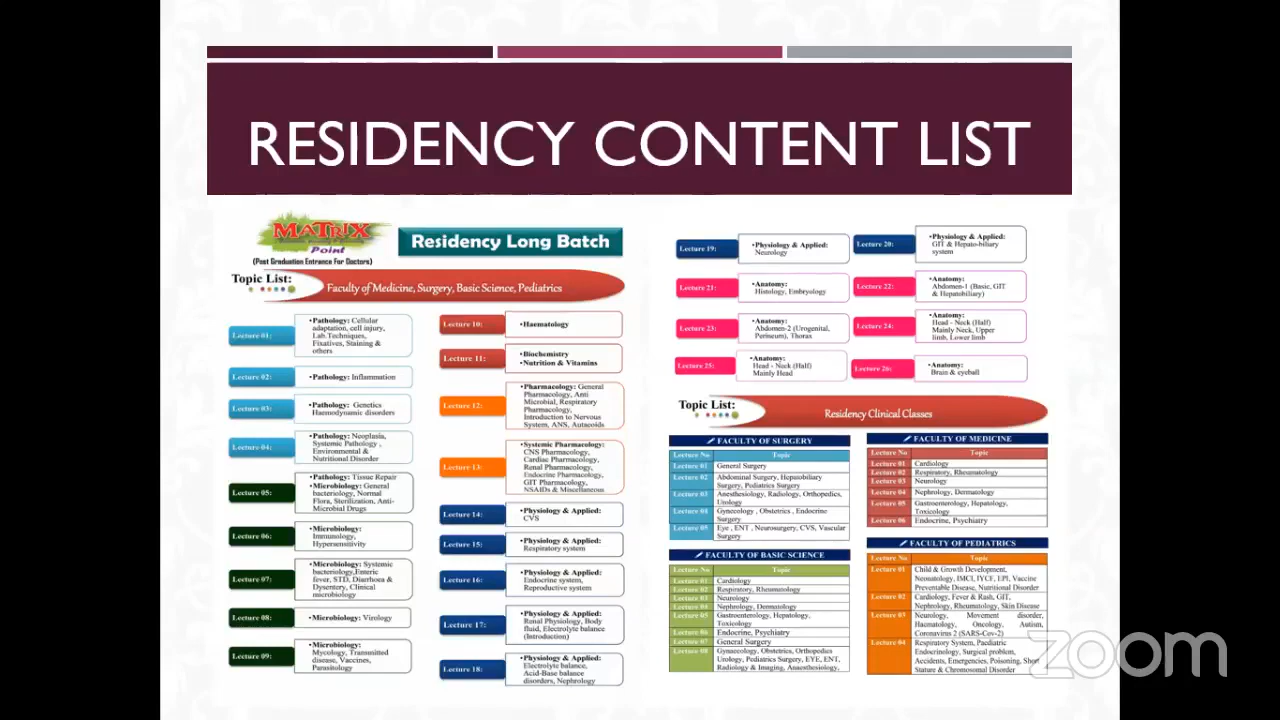 RESIDENCY CONTENT LIST
MATRIX
Point
(Post Graduation Entrance For Doctors)
Residency Long Batch
Topic List:
Faculty of Medicine, Surgery, Basic Science, Pediatrics
Lecture 01:
•Pathology: Cellular
adaptation, cell injury,
Lab.Techniques,
Fixatives, Staining &
others
Lecture 02:
•Pathology: Inflammation
Lecture 03:
•Pathology: Genetics
Haemodynamic disorders
Lecture 04:
•Pathology: Neoplasia,
Systemic Pathology ,
Environmental &
Nutritional Disorder
Lecture 05:
•Pathology: Tissue Repair
•Microbiology: General
bacteriology, Normal
Flora, Sterilization, Anti-
Microbial Drugs
Lecture 06:
•Microbiology:
Immunology,
Hypersensitivity
Lecture 07:
•Microbiology: Systemic
bacteriology,Enteric
fever, STD, Diarrhoea &
Dysentery, Clinical
microbiology
Lecture 08:
•Microbiology: Virology
Lecture 09:
•Microbiology:
Mycology, Transmitted
disease, Vaccines,
Parasitology
Lecture 10:
•Haematology
Lecture 11:
•Biochemistry
•Nutrition & Vitamins
Lecture 12:
•Pharmacology: General
Pharmacology, Anti
Microbial, Respiratory
Pharmacology,
Introduction to Nervous
System, ANS, Autacoids
Lecture 13:
•Systemic Pharmacology:
CNS Pharmacology,
Cardiac Pharmacology,
Renal Pharmacology,
Endocrine Pharmacology,
GIT Pharmacology,
NSAIDs & Miscellaneous
Lecture 14:
•Physiology & Applied:
CVS
Lecture 15:
•Physiology & Applied:
Respiratory system
Lecture 16:
•Physiology & Applied:
Endocrine system,
Reproductive system
Lecture 17:
•Physiology & Applied:
Renal Physiology, Body
fluid, Electrolyte balance
(Introduction)
Lecture 18:
•Physiology & Applied:
Electrolyte balance,
Acid-Base balance
disorders, Nephrology
Lecture 19:
•Physiology & Applied:
Neurology
Lecture 20:
•Physiology & Applied:
GIT & Hepato-biliary
system
Lecture 21:
•Anatomy:
Histology, Embryology
Lecture 22:
•Anatomy:
Abdomen-1 (Basic, GIT
& Hepatobiliary)
Lecture 23:
•Anatomy:
Abdomen-2 (Urogenital,
Perineum), Thorax
Lecture 24:
•Anatomy:
Head - Neck (Half)
Mainly Neck, Upper
limb, Lower limb
Lecture 25:
•Anatomy:
Head - Neck (Half)
Mainly Head
Lecture 26:
•Anatomy:
Brain & eyeball
Topic List:
Residency Clinical Classes
FACULTY OF SURGERY
Lecture No Topic
Lecture 01 General Surgery
Lecture 02 Abdominal Surgery, Hepatobiliary
Surgery, Pediatrics Surgery
Lecture 03 Anesthesiology, Radiology, Orthopedics,
Urology
Lecture 04 Gynecology , Obstetrics , Endocrine
Surgery
Lecture 05 Eye , ENT , Neurosurgery, CVS, Vascular
Surgery
FACULTY OF BASIC SCIENCE
Lecture No Topic
Lecture 01 Cardiology
Lecture 02 Respiratory, Rheumatology
Lecture 03 Neurology
Lecture 04 Nephrology, Dermatology
Lecture 05 Gastroenterology, Hepatology,
Toxicology
Lecture 06 Endocrine, Psychiatry
Lecture 07 General Surgery
Lecture 08 Gynaecology, Obstetrics, Orthopedics
Urology, Pediatrics Surgery, EYE, ENT,
Radiology & Imaging, Anaesthesiology,
FACULTY OF MEDICINE
Lecture No Topic
Lecture 01 Cardiology
Lecture 02 Respiratory, Rheumatology
Lecture 03 Neurology
Lecture 04 Nephrology, Dermatology
Lecture 05 Gastroenterology, Hepatology,
Toxicology
Lecture 06 Endocrine, Psychiatry
FACULTY OF PEDIATRICS
Lecture No Topic
Lecture 01 Child & Growth Development,
Neonatology, IMCI, IYCF, EPI, Vaccine
Preventable Disease, Nutritional Disorder
Lecture 02 Cardiology, Fever & Rash, GIT,
Nephrology, Rheumatology, Skin Disease
Lecture 03 Neurology, Movement disorder,
Haematology, Oncology, Autism,
Coronavirus 2 (SARS-Cov-2)
Lecture 04 Respiratory System, Paediatric
Endocrinology, Surgical problem,
Accidents, Emergencies, Poisoning, Short
Stature & Chromosomal Disorder
zoom